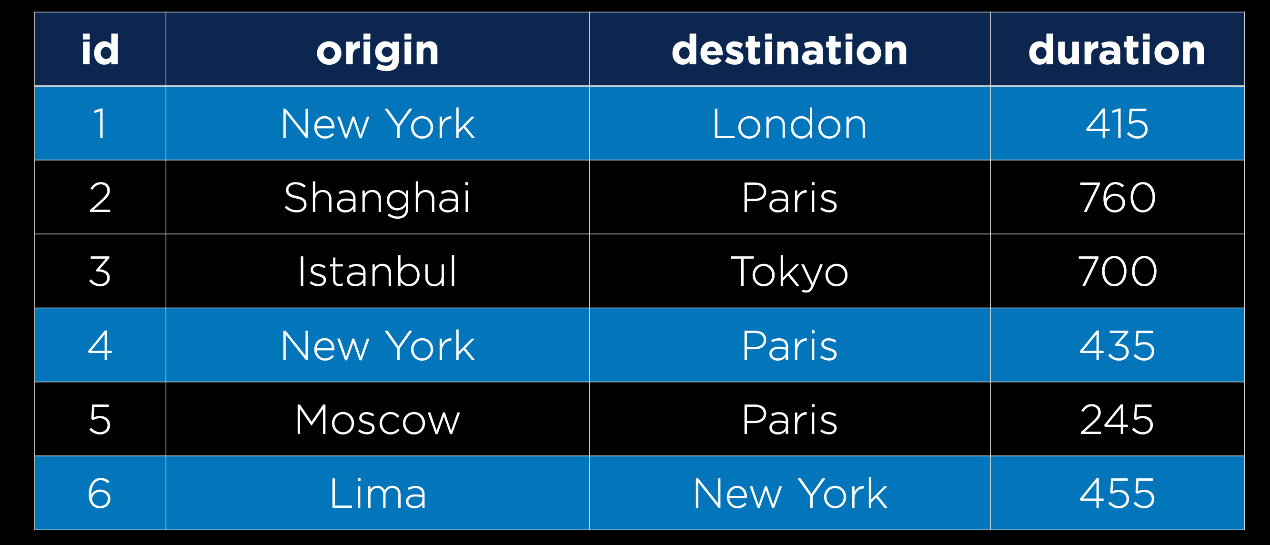 id origin destination duration
1 New York London 415
2 Shanghai Paris 760
3 Istanbul Tokyo 700
4 New York Paris 435
5 Moscow Paris 245
6 Lima New York 455